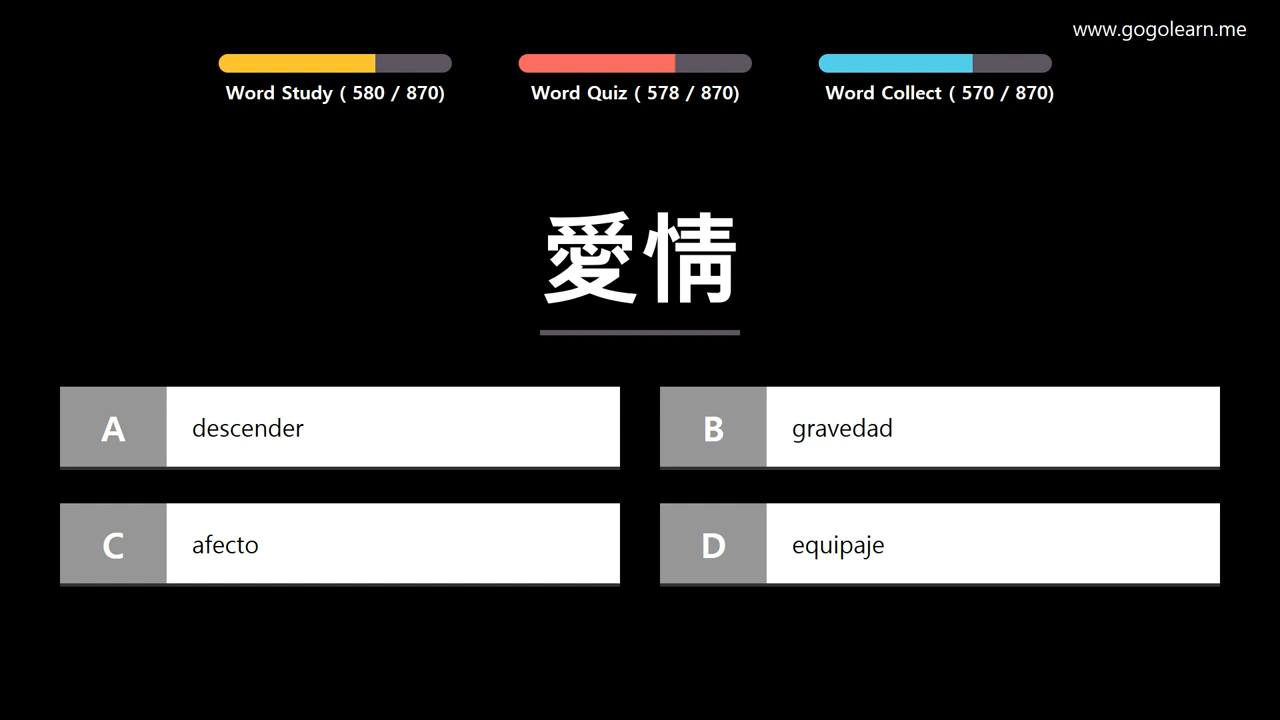 www.gogolearn.me
Word Study ( 580 / 870)
Word Quiz ( 578 / 870)
Word Collect ( 570 / 870)
愛情
A descender
B gravedad
C afecto
D equipaje